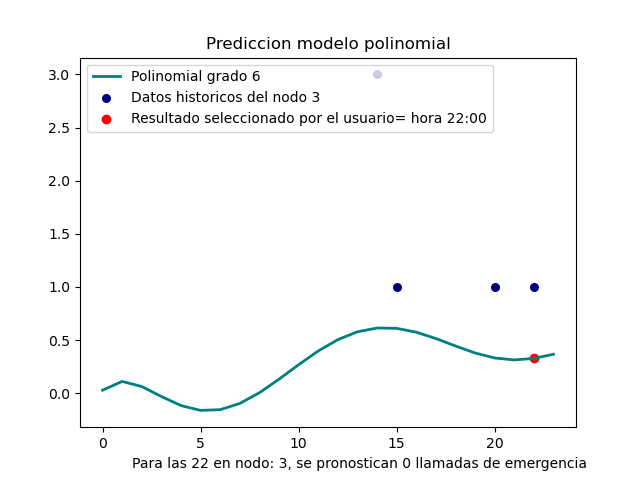 Prediccion modelo polinomial
Polinomial grado 6
Datos historicos del nodo 3
Resultado seleccionado por el usuario= hora 22:00
3.0
2.5
2.0
1.5
1.0
0.5
0.0
0 5 10 15 20
Para las 22 en nodo: 3, se pronostican 0 llamadas de emergencia